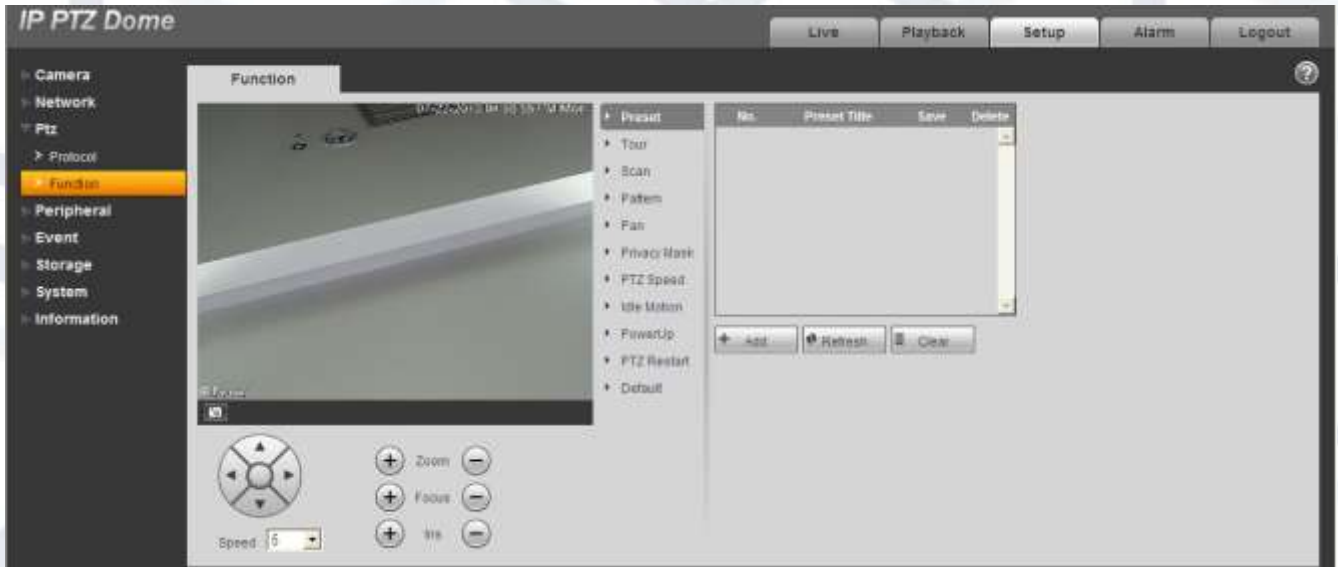 IP PTZ Dome
Live
Playback
Setup
Alarm
Logout
Camera
Network
Ptz
Protocol
Function
Peripheral
Event
Storage
System
Information
Function
Preset
Tour
Scan
Pattern
Pan
Privacy Mask
PTZ Speed
Idle Motion
PowerUp
PTZ Restart
Default
No. Preset Title Save Delete
Add
Refresh
Clear
Zoom
Focus
Iris
Speed 5